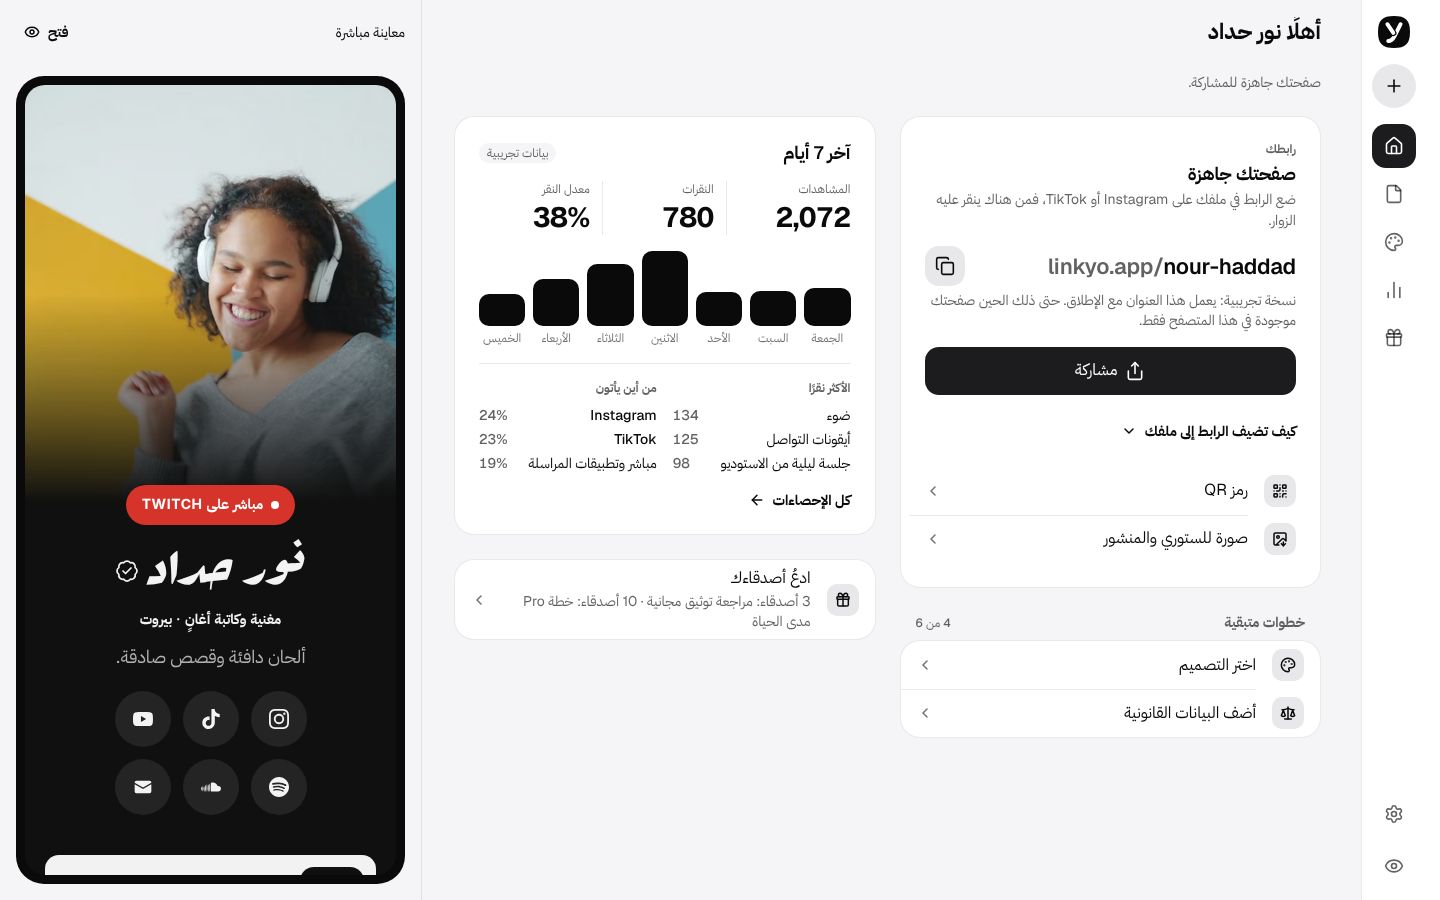 أهلًا نور حداد
صفحتك جاهزة للمشاركة.
رابطك
صفحتك جاهزة
ضع الرابط في ملفك على Instagram أو TikTok، فمن هناك ينقر عليه
الزوار.
linkyo.app/nour-haddad
نسخة تجريبية: يعمل هذا العنوان مع الإطلاق. حتى ذلك الحين صفحتك
موجودة في هذا المتصفح فقط.
مشاركة
كيف تضيف الرابط إلى ملفك
رمز QR
صورة للستوري والمنشور
خطوات متبقية
4 من 6
اختر التصميم
أضف البيانات القانونية
آخر 7 أيام
بيانات تجريبية
المشاهدات
النقرات
معدل النقر
2,072
780
38%
الجمعة
السبت
الأحد
الاثنين
الثلاثاء
الأربعاء
الخميس
الأكثر نقرًا
ضوء 134
أيقونات التواصل 125
جلسة ليلية من الاستوديو 98
من أين يأتون
Instagram 24%
TikTok 23%
مباشر وتطبيقات المراسلة 19%
كل الإحصاءات
ادعُ أصدقاءك
3 أصدقاء: مراجعة توثيق مجانية · 10 أصدقاء: خطة Pro
مدى الحياة
معاينة مباشرة
فتح
مباشر على TWITCH
نور حداد
مغنية وكاتبة أغانٍ · بيروت
ألحان دافئة وقصص صادقة.